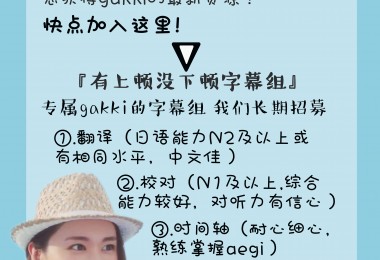 快点加入这里!
『有上顿没下顿字幕组』
专属gakki的字幕组 我们长期招募
①.翻译（日语能力N2及以上或
有相同水平，中文佳）
②.校对（N1及以上,综合
能力较好，对听力有信心）
③.时间轴（耐心细心，
熟练掌握aegi）